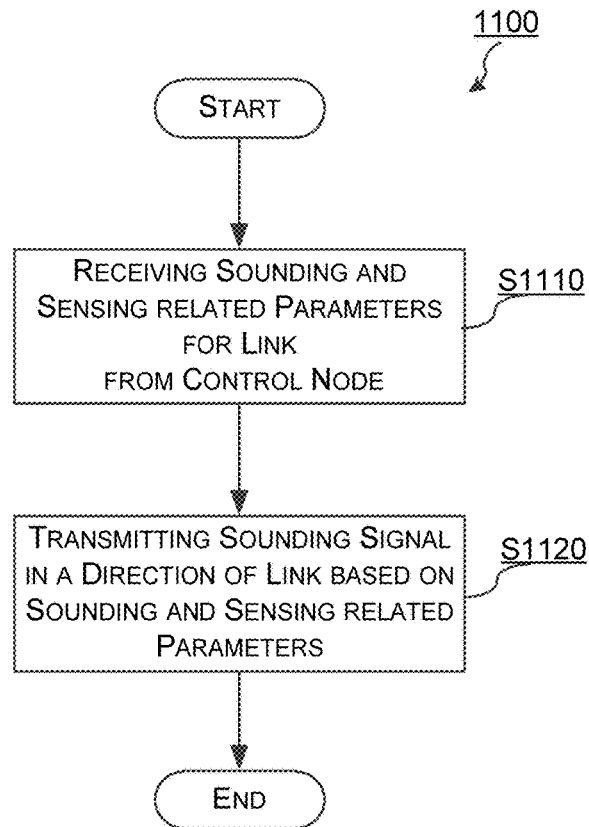 1100
START
RECEIVING SOUNDING AND
SENSING RELATED PARAMETERS
FOR LINK
FROM CONTROL NODE
S1110
TRANSMITTING SOUNDING SIGNAL
IN A DIRECTION OF LINK BASED ON
SOUNDING AND SENSING RELATED
PARAMETERS
S1120
END